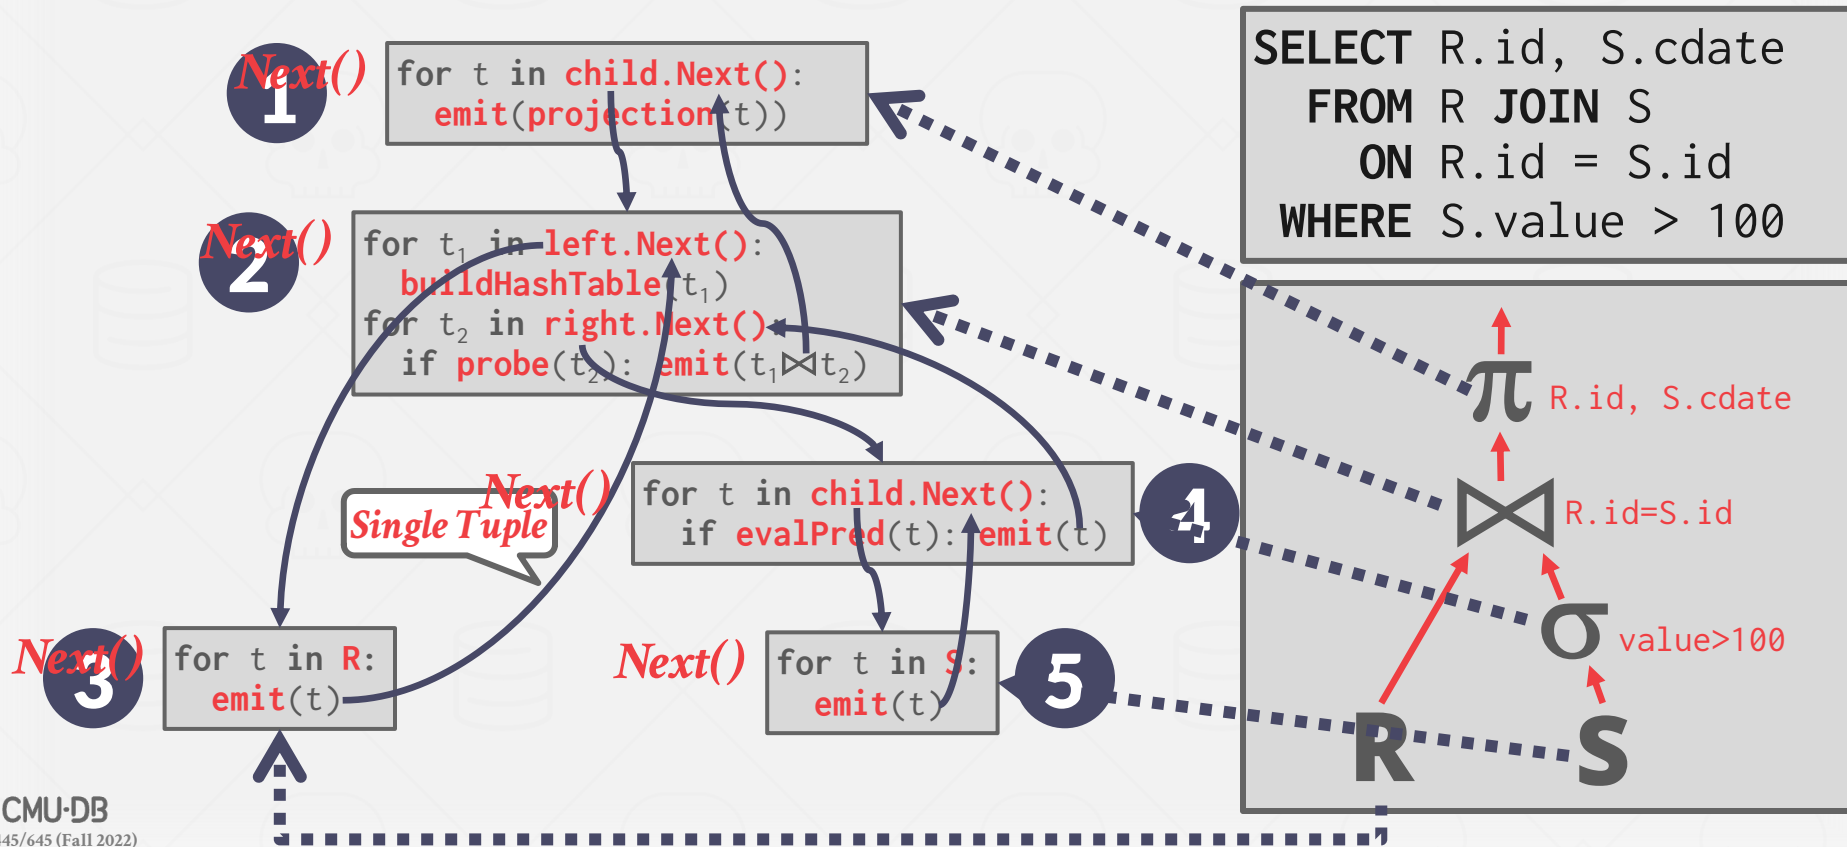 Next()
1
for t in child.Next():
emit(projection(t))
Next()
2
for t1 in left.Next():
buildHashTable(t1)
for t2 in right.Next():
if probe(t2): emit(t1⋈t2)
Next()
Single Tuple
for t in child.Next():
if evalPred(t): emit(t)
4
Next()
3
for t in R:
emit(t)
Next()
for t in S:
emit(t)
5
SELECT R.id, S.cdate
FROM R JOIN S
ON R.id = S.id
WHERE S.value > 100
π R.id, S.cdate
⋈ R.id=S.id
σ value>100
R S
CMU·DB
445/645 (Fall 2022)